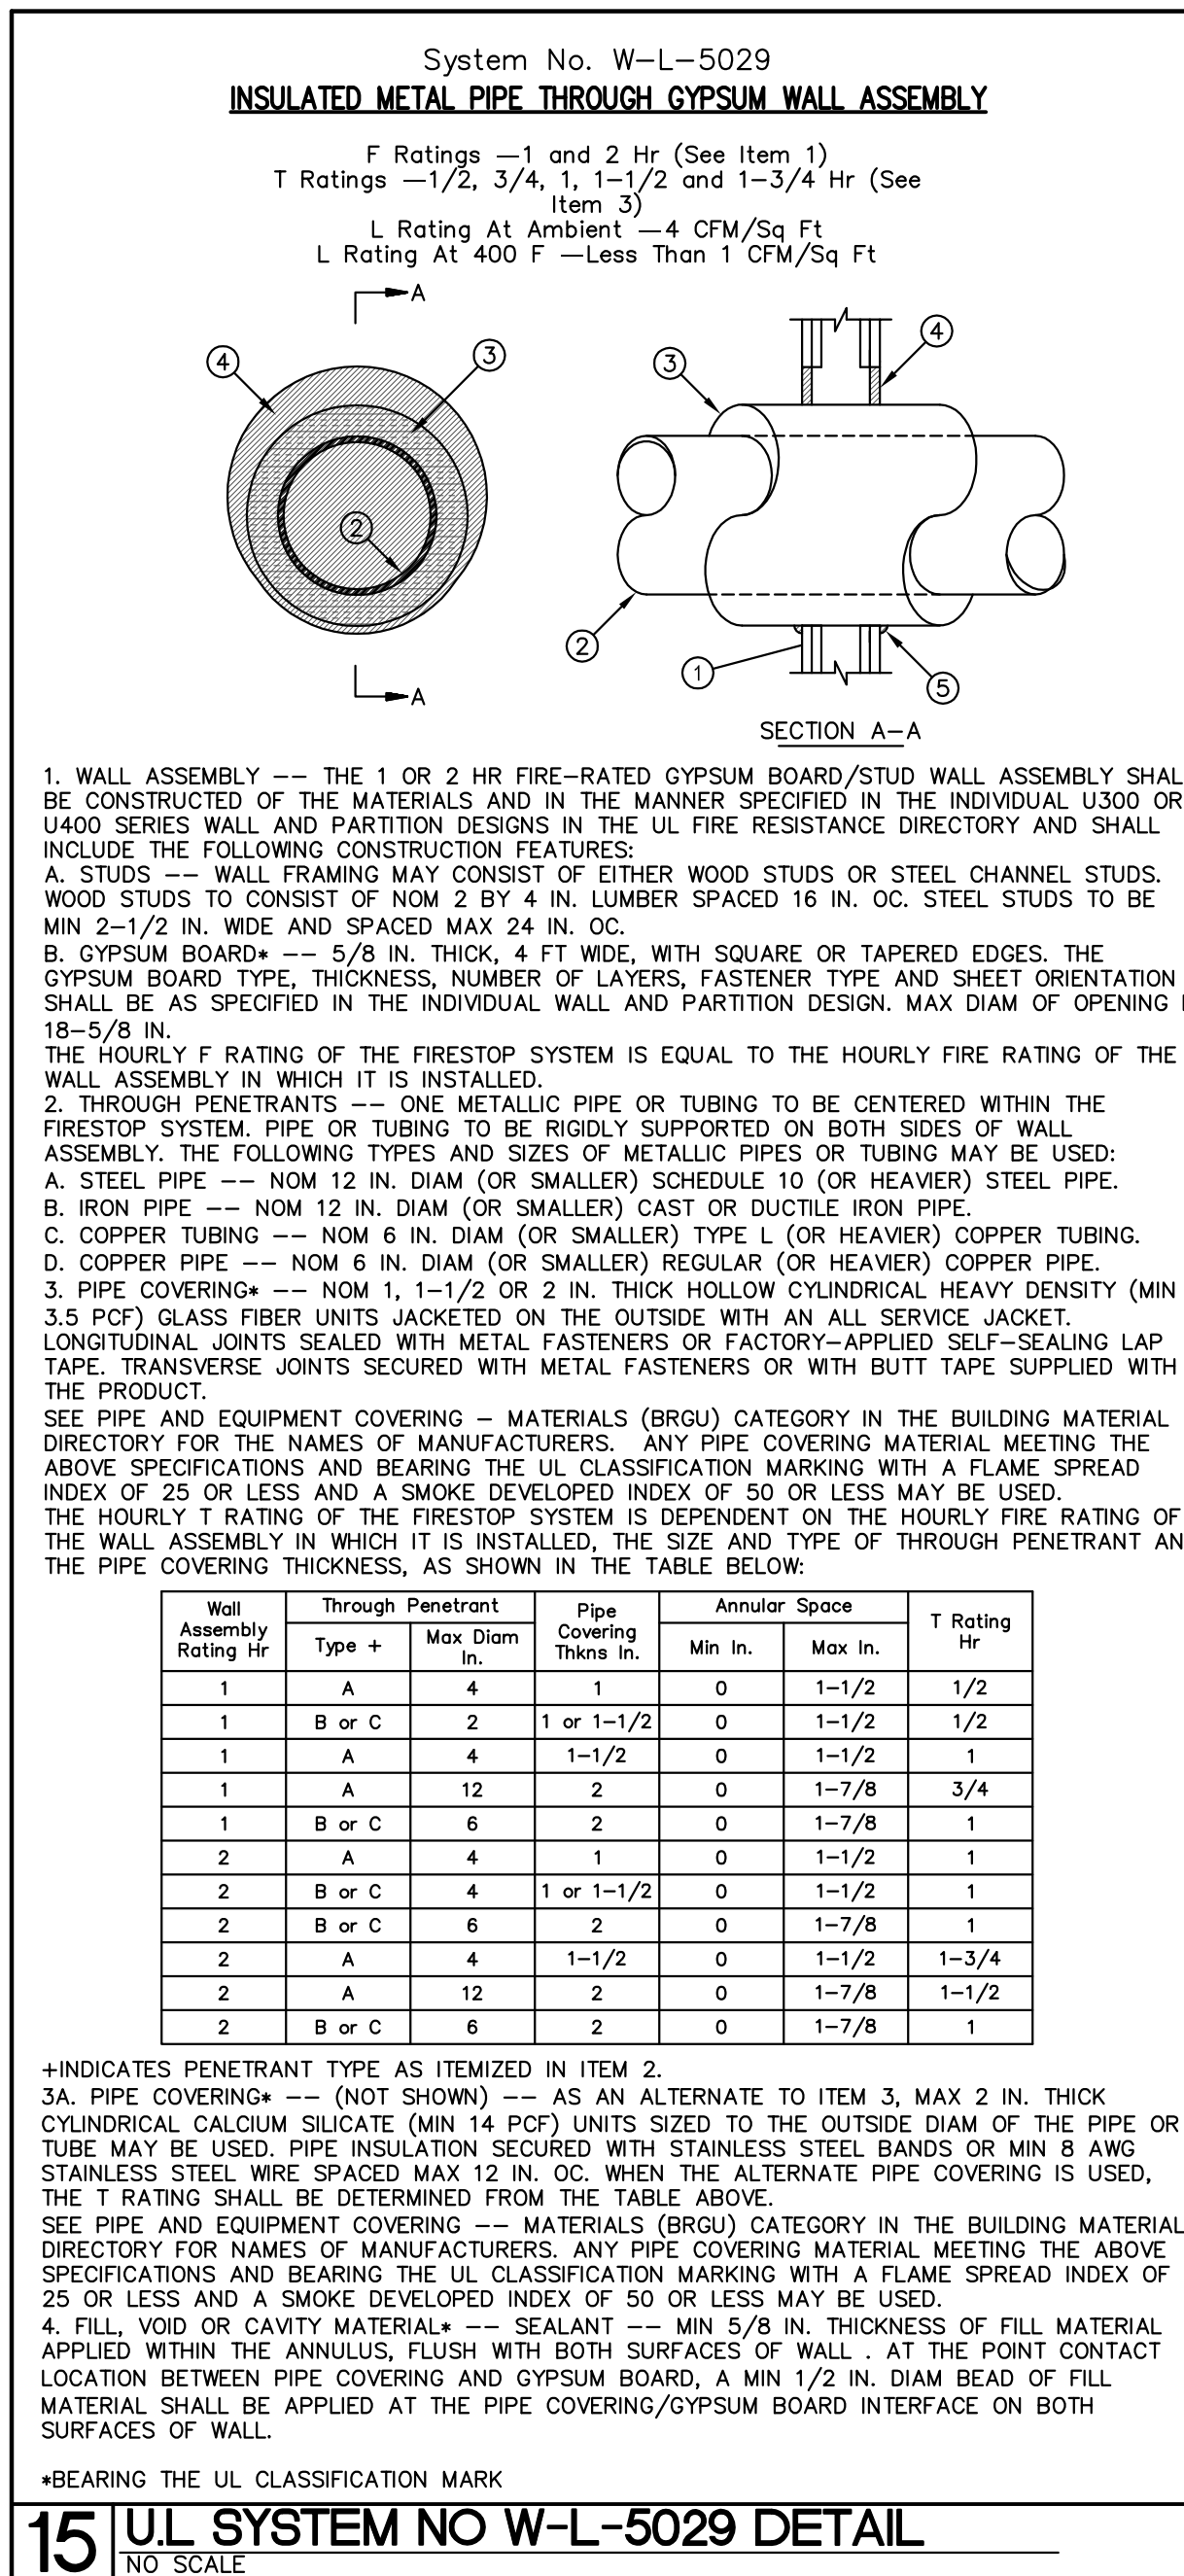 System No. W-L-5029
INSULATED METAL PIPE THROUGH GYPSUM WALL ASSEMBLY
F Ratings —1 and 2 Hr (See Item 1)
T Ratings —1/2, 3/4, 1, 1-1/2 and 1-3/4 Hr (See
Item 3)
L Rating At Ambient —4 CFM/Sq Ft
L Rating At 400 F —Less Than 1 CFM/Sq Ft
A
4
3
2
A
3
4
2
1
5
SECTION A-A
1. WALL ASSEMBLY -- THE 1 OR 2 HR FIRE-RATED GYPSUM BOARD/STUD WALL ASSEMBLY SHAL
BE CONSTRUCTED OF THE MATERIALS AND IN THE MANNER SPECIFIED IN THE INDIVIDUAL U300 OR
U400 SERIES WALL AND PARTITION DESIGNS IN THE UL FIRE RESISTANCE DIRECTORY AND SHALL
INCLUDE THE FOLLOWING CONSTRUCTION FEATURES:
A. STUDS -- WALL FRAMING MAY CONSIST OF EITHER WOOD STUDS OR STEEL CHANNEL STUDS.
WOOD STUDS TO CONSIST OF NOM 2 BY 4 IN. LUMBER SPACED 16 IN. OC. STEEL STUDS TO BE
MIN 2-1/2 IN. WIDE AND SPACED MAX 24 IN. OC.
B. GYPSUM BOARD* -- 5/8 IN. THICK, 4 FT WIDE, WITH SQUARE OR TAPERED EDGES. THE
GYPSUM BOARD TYPE, THICKNESS, NUMBER OF LAYERS, FASTENER TYPE AND SHEET ORIENTATION
SHALL BE AS SPECIFIED IN THE INDIVIDUAL WALL AND PARTITION DESIGN. MAX DIAM OF OPENING
18-5/8 IN.
THE HOURLY F RATING OF THE FIRESTOP SYSTEM IS EQUAL TO THE HOURLY FIRE RATING OF THE
WALL ASSEMBLY IN WHICH IT IS INSTALLED.
2. THROUGH PENETRANTS -- ONE METALLIC PIPE OR TUBING TO BE CENTERED WITHIN THE
FIRESTOP SYSTEM. PIPE OR TUBING TO BE RIGIDLY SUPPORTED ON BOTH SIDES OF WALL
ASSEMBLY. THE FOLLOWING TYPES AND SIZES OF METALLIC PIPES OR TUBING MAY BE USED:
A. STEEL PIPE -- NOM 12 IN. DIAM (OR SMALLER) SCHEDULE 10 (OR HEAVIER) STEEL PIPE.
B. IRON PIPE -- NOM 12 IN. DIAM (OR SMALLER) CAST OR DUCTILE IRON PIPE.
C. COPPER TUBING -- NOM 6 IN. DIAM (OR SMALLER) TYPE L (OR HEAVIER) COPPER TUBING.
D. COPPER PIPE -- NOM 6 IN. DIAM (OR SMALLER) REGULAR (OR HEAVIER) COPPER PIPE.
3. PIPE COVERING* -- NOM 1, 1-1/2 OR 2 IN. THICK HOLLOW CYLINDRICAL HEAVY DENSITY (MIN
3.5 PCF) GLASS FIBER UNITS JACKETED ON THE OUTSIDE WITH AN ALL SERVICE JACKET.
LONGITUDINAL JOINTS SEALED WITH METAL FASTENERS OR FACTORY-APPLIED SELF-SEALING LAP
TAPE. TRANSVERSE JOINTS SECURED WITH METAL FASTENERS OR WITH BUTT TAPE SUPPLIED WITH
THE PRODUCT.
SEE PIPE AND EQUIPMENT COVERING - MATERIALS (BRGU) CATEGORY IN THE BUILDING MATERIAL
DIRECTORY FOR THE NAMES OF MANUFACTURERS. ANY PIPE COVERING MATERIAL MEETING THE
ABOVE SPECIFICATIONS AND BEARING THE UL CLASSIFICATION MARKING WITH A FLAME SPREAD
INDEX OF 25 OR LESS AND A SMOKE DEVELOPED INDEX OF 50 OR LESS MAY BE USED.
THE HOURLY T RATING OF THE FIRESTOP SYSTEM IS DEPENDENT ON THE HOURLY FIRE RATING OF
THE WALL ASSEMBLY IN WHICH IT IS INSTALLED, THE SIZE AND TYPE OF THROUGH PENETRANT AN
THE PIPE COVERING THICKNESS, AS SHOWN IN THE TABLE BELOW:
Wall Assembly Rating Hr | Through Penetrant | Pipe Covering Thkns In. | Annular Space | T Rating Hr
Type + | Max Diam In. | Min In. | Max In.
1 | A | 4 | 1 | 0 | 1-1/2 | 1/2
1 | B or C | 2 | 1 or 1-1/2 | 0 | 1-1/2 | 1/2
1 | A | 4 | 1-1/2 | 0 | 1-1/2 | 1
1 | A | 12 | 2 | 0 | 1-7/8 | 3/4
1 | B or C | 6 | 2 | 0 | 1-7/8 | 1
2 | A | 4 | 1 | 0 | 1-1/2 | 1
2 | B or C | 4 | 1 or 1-1/2 | 0 | 1-1/2 | 1
2 | B or C | 6 | 2 | 0 | 1-7/8 | 1
2 | A | 4 | 1-1/2 | 0 | 1-1/2 | 1-3/4
2 | A | 12 | 2 | 0 | 1-7/8 | 1-1/2
2 | B or C | 6 | 2 | 0 | 1-7/8 | 1
+INDICATES PENETRANT TYPE AS ITEMIZED IN ITEM 2.
3A. PIPE COVERING* -- (NOT SHOWN) -- AS AN ALTERNATE TO ITEM 3, MAX 2 IN. THICK
CYLINDRICAL CALCIUM SILICATE (MIN 14 PCF) UNITS SIZED TO THE OUTSIDE DIAM OF THE PIPE OR
TUBE MAY BE USED. PIPE INSULATION SECURED WITH STAINLESS STEEL BANDS OR MIN 8 AWG
STAINLESS STEEL WIRE SPACED MAX 12 IN. OC. WHEN THE ALTERNATE PIPE COVERING IS USED,
THE T RATING SHALL BE DETERMINED FROM THE TABLE ABOVE.
SEE PIPE AND EQUIPMENT COVERING -- MATERIALS (BRGU) CATEGORY IN THE BUILDING MATERIAL
DIRECTORY FOR NAMES OF MANUFACTURERS. ANY PIPE COVERING MATERIAL MEETING THE ABOVE
SPECIFICATIONS AND BEARING THE UL CLASSIFICATION MARKING WITH A FLAME SPREAD INDEX OF
25 OR LESS AND A SMOKE DEVELOPED INDEX OF 50 OR LESS MAY BE USED.
4. FILL, VOID OR CAVITY MATERIAL* -- SEALANT -- MIN 5/8 IN. THICKNESS OF FILL MATERIAL
APPLIED WITHIN THE ANNULUS, FLUSH WITH BOTH SURFACES OF WALL . AT THE POINT CONTACT
LOCATION BETWEEN PIPE COVERING AND GYPSUM BOARD, A MIN 1/2 IN. DIAM BEAD OF FILL
MATERIAL SHALL BE APPLIED AT THE PIPE COVERING/GYPSUM BOARD INTERFACE ON BOTH
SURFACES OF WALL.
*BEARING THE UL CLASSIFICATION MARK
15 U.L SYSTEM NO W-L-5029 DETAIL
NO SCALE